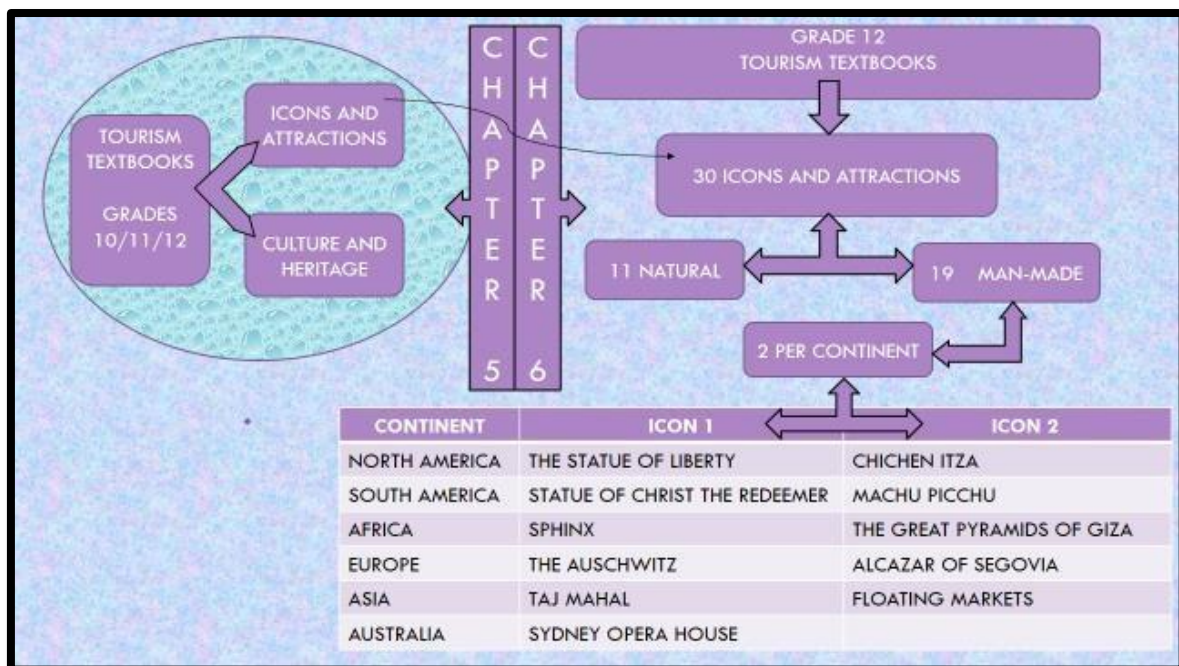 TOURISM
TEXTBOOKS
GRADES
10/11/12
ICONS AND
ATTRACTIONS
CULTURE AND
HERITAGE
CHAPTER 5
CHAPTER 6
GRADE 12
TOURISM TEXTBOOKS
30 ICONS AND ATTRACTIONS
11 NATURAL
19 MAN-MADE
2 PER CONTINENT
CONTINENT ICON 1 ICON 2
NORTH AMERICA THE STATUE OF LIBERTY CHICHEN ITZA
SOUTH AMERICA STATUE OF CHRIST THE REDEEMER MACHU PICCHU
AFRICA SPHINX THE GREAT PYRAMIDS OF GIZA
EUROPE THE AUSCHWITZ ALCAZAR OF SEGOVIA
ASIA TAJ MAHAL FLOATING MARKETS
AUSTRALIA SYDNEY OPERA HOUSE